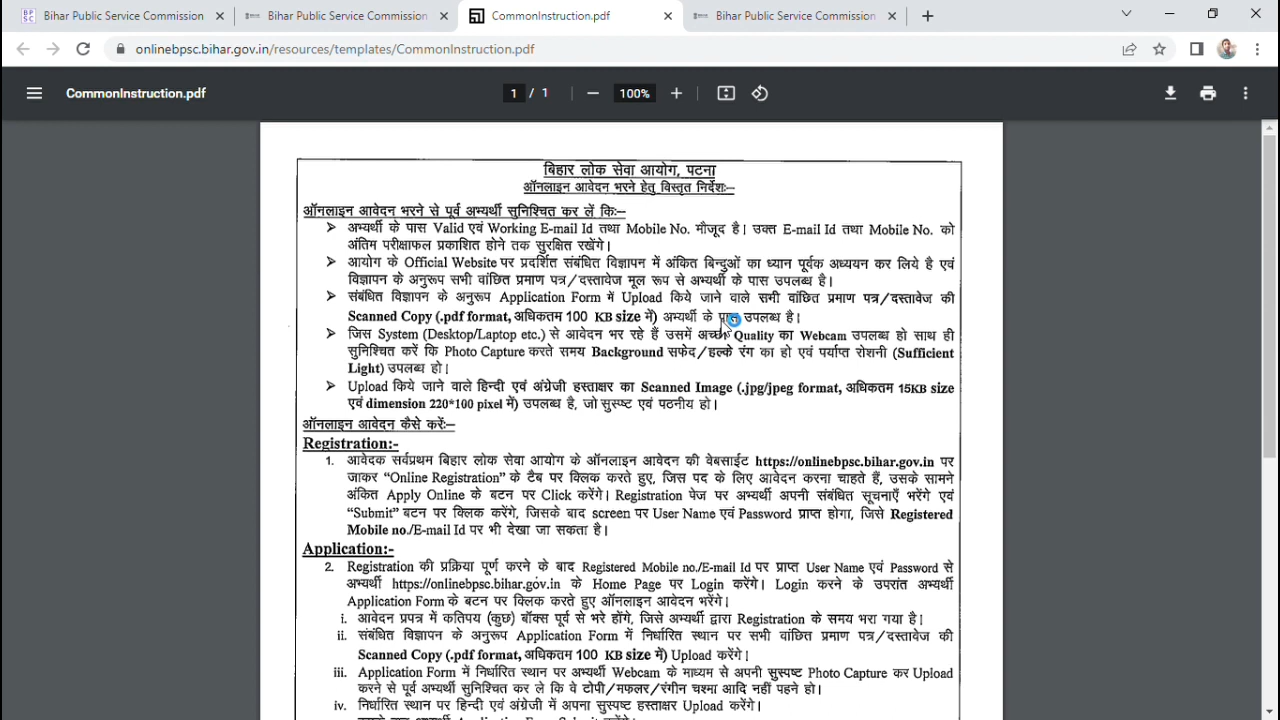 Bihar Public Service Commission
Bihar Public Service Commission
CommonInstruction.pdf
Bihar Public Service Commission
onlinebpsc.bihar.gov.in/resources/templates/CommonInstruction.pdf
CommonInstruction.pdf
1 / 1
100%
बिहार लोक सेवा आयोग, पटना
ऑनलाइन आवेदन भरने हेतु विस्तृत निर्देशः–
ऑनलाइन आवेदन भरने से पूर्व अभ्यर्थी सुनिश्चित कर लें किः–
➢ अभ्यर्थी के पास Valid एवं Working E-mail Id तथा Mobile No. मौजूद है। उक्त E-mail Id तथा Mobile No. को
अंतिम परीक्षाफल प्रकाशित होने तक सुरक्षित रखेंगे।
➢ आयोग के Official Website पर प्रदर्शित संबंधित विज्ञापन में अंकित बिन्दुओं का ध्यान पूर्वक अध्ययन कर लिये है एवं
विज्ञापन के अनुरूप सभी वांछित प्रमाण पत्र/दस्तावेज मूल रूप से अभ्यर्थी के पास उपलब्ध है।
➢ संबंधित विज्ञापन के अनुरूप Application Form में Upload किये जाने वाले सभी वांछित प्रमाण पत्र/दस्तावेज की
Scanned Copy (.pdf format, अधिकतम 100 KB size में) अभ्यर्थी के पास उपलब्ध है।
➢ जिस System (Desktop/Laptop etc.) से आवेदन भर रहे हैं उसमें अच्छे Quality का Webcam उपलब्ध हो साथ ही
सुनिश्चित करें कि Photo Capture करते समय Background सफेद/हल्के रंग का हो एवं पर्याप्त रोशनी (Sufficient
Light) उपलब्ध हो।
➢ Upload किये जाने वाले हिन्दी एवं अंग्रेजी हस्ताक्षर का Scanned Image (.jpg/jpeg format, अधिकतम 15KB size
एवं dimension 220*100 pixel में) उपलब्ध है, जो सुस्पष्ट एवं पठनीय हो।
ऑनलाइन आवेदन कैसे करेंः–
Registration:-
1. आवेदक सर्वप्रथम बिहार लोक सेवा आयोग के ऑनलाइन आवेदन की वेबसाईट https://onlinebpsc.bihar.gov.in पर
जाकर “Online Registration” के टैब पर क्लिक करते हुए, जिस पद के लिए आवेदन करना चाहते हैं, उसके सामने
अंकित Apply Online के बटन पर Click करेंगे। Registration पेज पर अभ्यर्थी अपनी संबंधित सूचनाएँ भरेंगे एवं
“Submit” बटन पर क्लिक करेंगे, जिसके बाद screen पर User Name एवं Password प्राप्त होगा, जिसे Registered
Mobile no./E-mail Id पर भी देखा जा सकता है।
Application:-
2. Registration की प्रक्रिया पूर्ण करने के बाद Registered Mobile no./E-mail Id पर प्राप्त User Name एवं Password से
अभ्यर्थी https://onlinebpsc.bihar.gov.in के Home Page पर Login करेंगे। Login करने के उपरांत अभ्यर्थी
Application Form के बटन पर क्लिक करते हुए ऑनलाइन आवेदन भरेंगे।
i. आवेदन प्रपत्र में कतिपय (कुछ) बॉक्स पूर्व से भरे होंगे, जिसे अभ्यर्थी द्वारा Registration के समय भरा गया है।
ii. संबंधित विज्ञापन के अनुरूप Application Form में निर्धारित स्थान पर सभी वांछित प्रमाण पत्र/दस्तावेज की
Scanned Copy (.pdf format, अधिकतम 100 KB size में) Upload करेंगे।
iii. Application Form में निर्धारित स्थान पर अभ्यर्थी Webcam के माध्यम से अपनी सुस्पष्ट Photo Capture कर Upload
करने से पूर्व अभ्यर्थी सुनिश्चित कर ले कि वे टोपी/मफलर/रंगीन चश्मा आदि नहीं पहने हो।
iv. निर्धारित स्थान पर हिन्दी एवं अंग्रेजी में अपना सुस्पष्ट हस्ताक्षर Upload करेंगे।